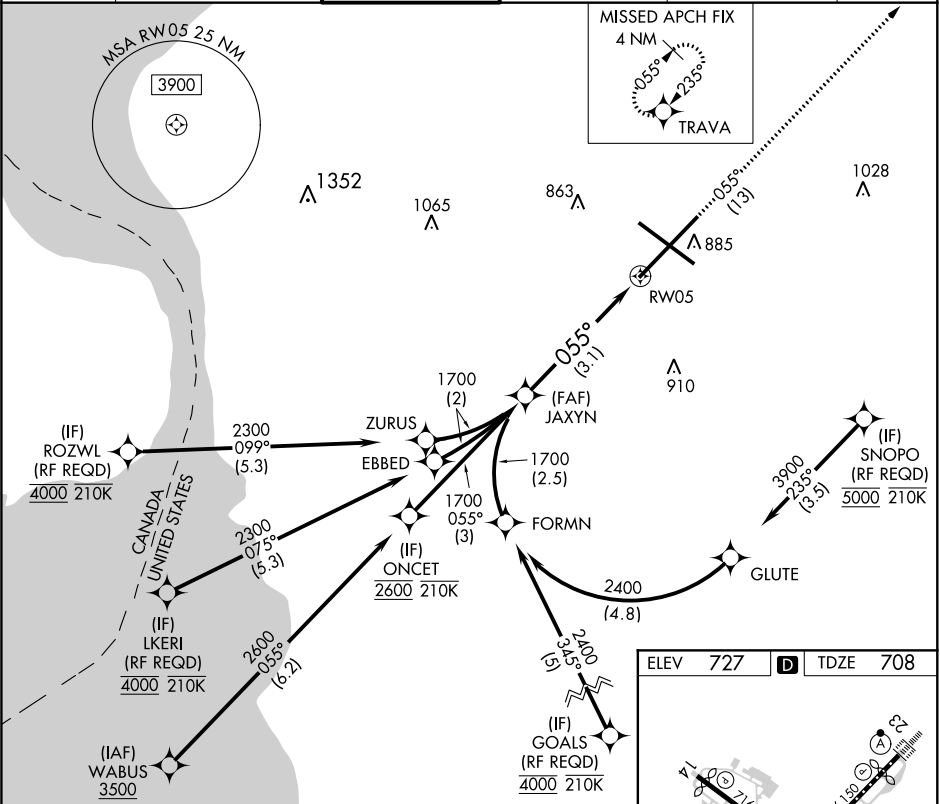 MSA RW05 25 NM
3900
MISSED APCH FIX
4 NM
055°
235°
TRAVA
1352
1065
863
1028
885
055°
(13)
RW05
055°
(3.1)
910
(FAF)
JAXYN
1700
(2)
ZURUS
EBBED
(IF)
ROZWL
(RF REQD)
4000 210K
2300
099°
(5.3)
1700
(2.5)
1700
055°
(3)
FORMN
(IF)
SNOPO
(RF REQD)
5000 210K
3900
235°
(3.5)
CANADA
UNITED STATES
2300
075°
(5.3)
(IF)
ONCET
2600 210K
GLUTE
2400
(4.8)
(IF)
LKERI
(RF REQD)
4000 210K
2600
055°
(6.2)
2400
345°
(5)
(IF)
GOALS
(RF REQD)
4000 210K
(IAF)
WABUS
3500
ELEV 727
D
TDZE 708
14
P
A
23
P